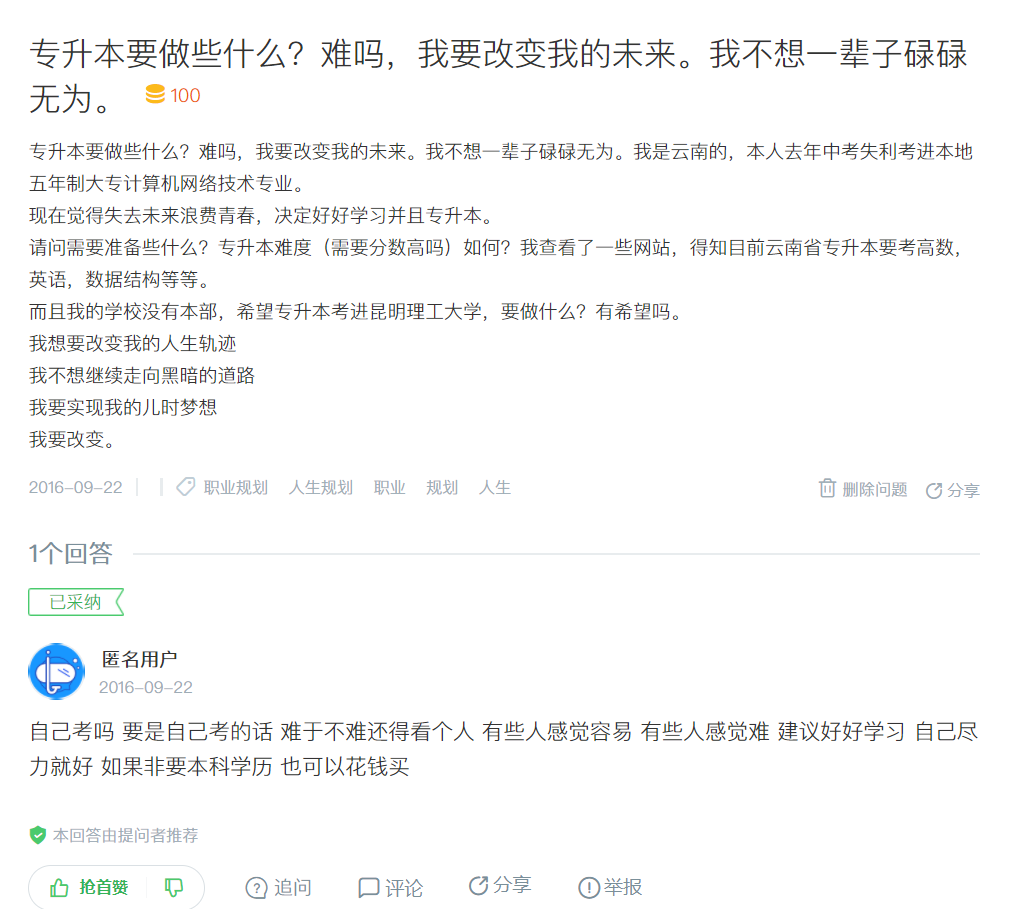 专升本要做些什么？难吗，我要改变我的未来。我不想一辈子碌碌
无为。 100
专升本要做些什么？难吗，我要改变我的未来。我不想一辈子碌碌无为。我是云南的，本人去年中考失利考进本地
五年制大专计算机网络技术专业。
现在觉得失去未来浪费青春，决定好好学习并且专升本。
请问需要准备些什么？专升本难度（需要分数高吗）如何？我查看了一些网站，得知目前云南省专升本要考高数，
英语，数据结构等等。
而且我的学校没有本部，希望专升本考进昆明理工大学，要做什么？有希望吗。
我想要改变我的人生轨迹
我不想继续走向黑暗的道路
我要实现我的儿时梦想
我要改变。
2016-09-22 职业规划 人生规划 职业 规划 人生 删除问题 分享
1个回答
已采纳
匿名用户
2016-09-22
自己考吗 要是自己考的话 难于不难还得看个人 有些人感觉容易 有些人感觉难 建议好好学习 自己尽
力就好 如果非要本科学历 也可以花钱买
本回答由提问者推荐
抢首赞 追问 评论 分享 举报